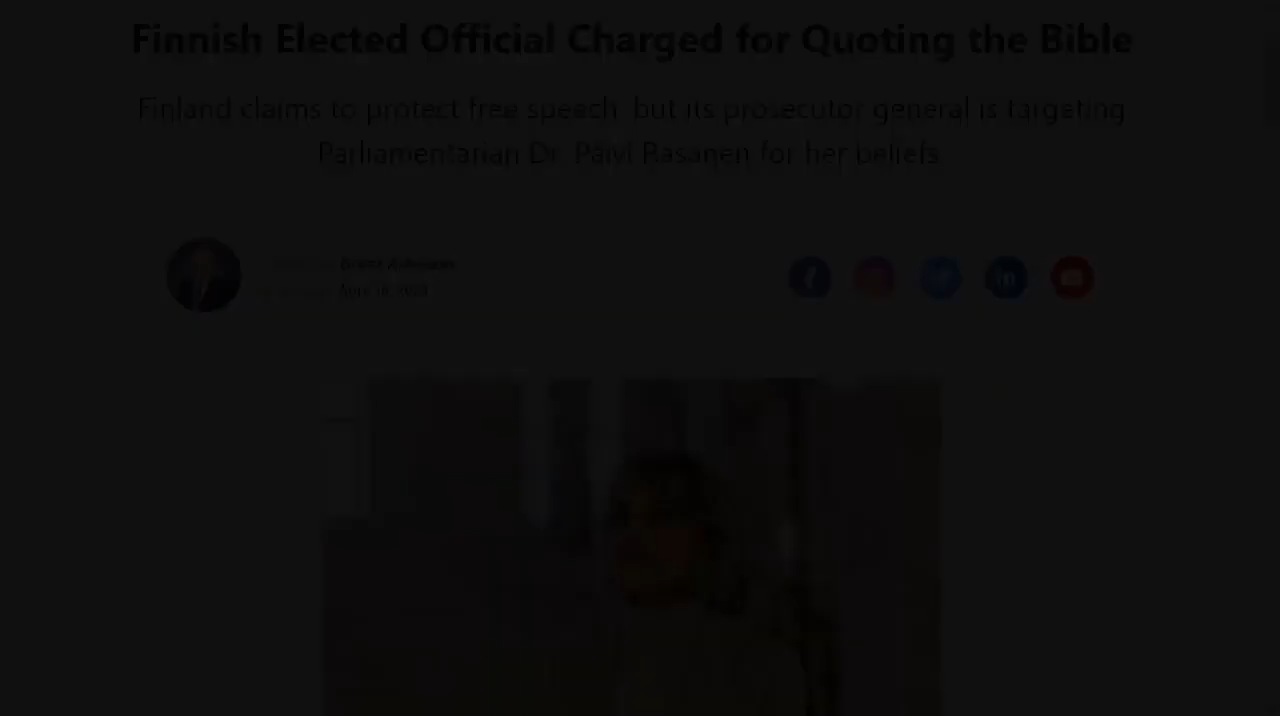 Finnish Elected Official Charged for Quoting the Bible
Finland claims to protect free speech, but its prosecutor general is targeting
Parliamentarian Dr. Päivi Räsänen for her beliefs